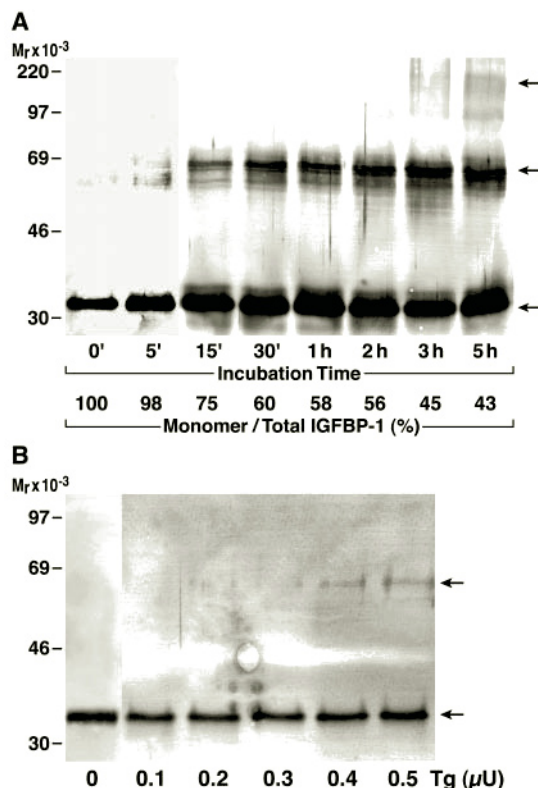 A
Mr x 10-3
220
97
69
46
30
0' 5' 15' 30' 1 h 2 h 3 h 5 h
Incubation Time
100 98 75 60 58 56 45 43
Monomer / Total IGFBP-1 (%)
B
Mr x 10-3
97
69
46
30
0 0.1 0.2 0.3 0.4 0.5 Tg (µU)